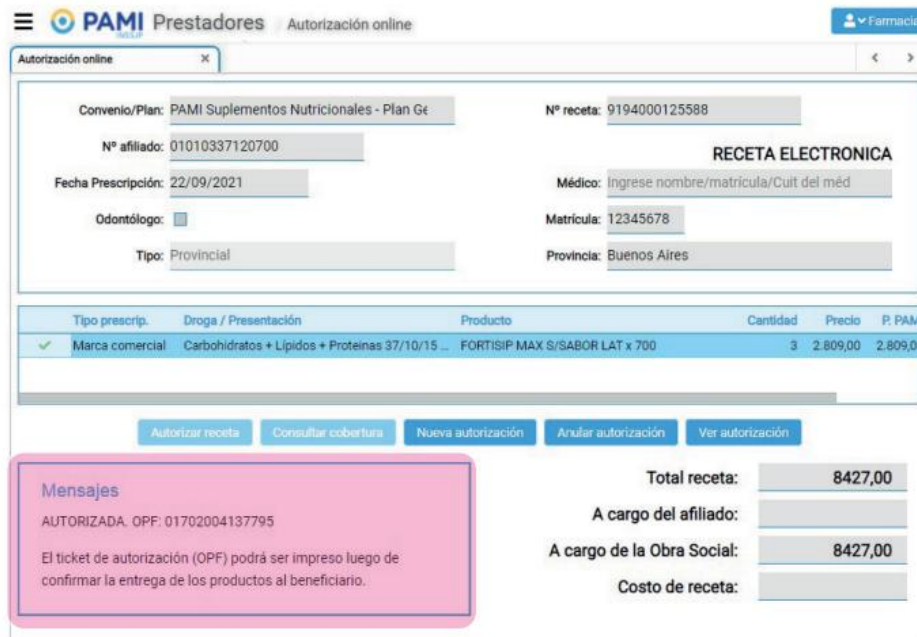 PAMI Prestadores / Autorización online
INSSJP
Farmacia
Autorización online × < >
Convenio/Plan: PAMI Suplementos Nutricionales - Plan Ge
Nº receta: 9194000125588
Nº afiliado: 01010337120700
RECETA ELECTRONICA
Fecha Prescripción: 22/09/2021
Médico: Ingrese nombre/matrícula/Cuit del méd
Odontólogo:
Matrícula: 12345678
Tipo: Provincial
Provincia: Buenos Aires
Tipo prescrip. Droga / Presentación Producto Cantidad Precio P. PAM
Marca comercial Carbohidratos + Lípidos + Proteinas 37/10/15 ... FORTISIP MAX S/SABOR LAT x 700 3 2.809,00 2.809,0
Autorizar receta Consultar cobertura Nueva autorización Anular autorización Ver autorización
Mensajes
AUTORIZADA. OPF: 01702004137795
El ticket de autorización (OPF) podrá ser impreso luego de
confirmar la entrega de los productos al beneficiario.
Total receta: 8427,00
A cargo del afiliado:
A cargo de la Obra Social: 8427,00
Costo de receta: